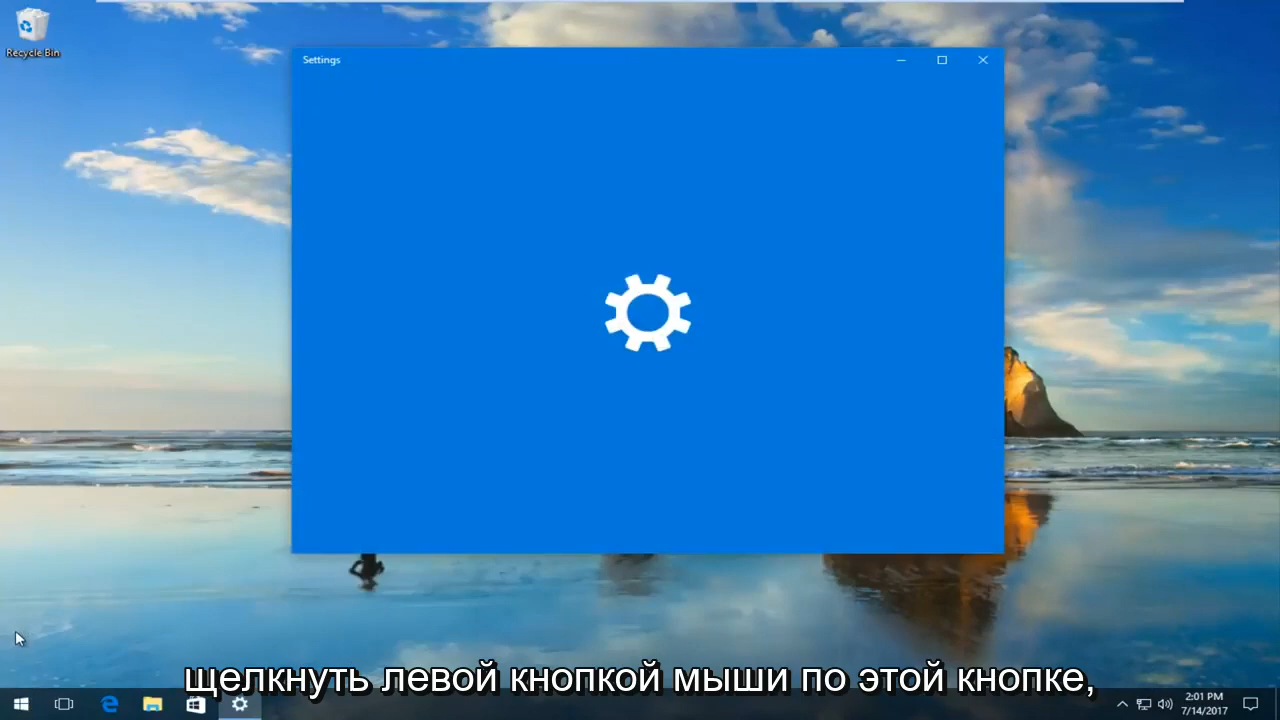 Recycle Bin
Settings
щелкнуть левой кнопкой мыши по этой кнопке,
2:01 PM
7/14/2017